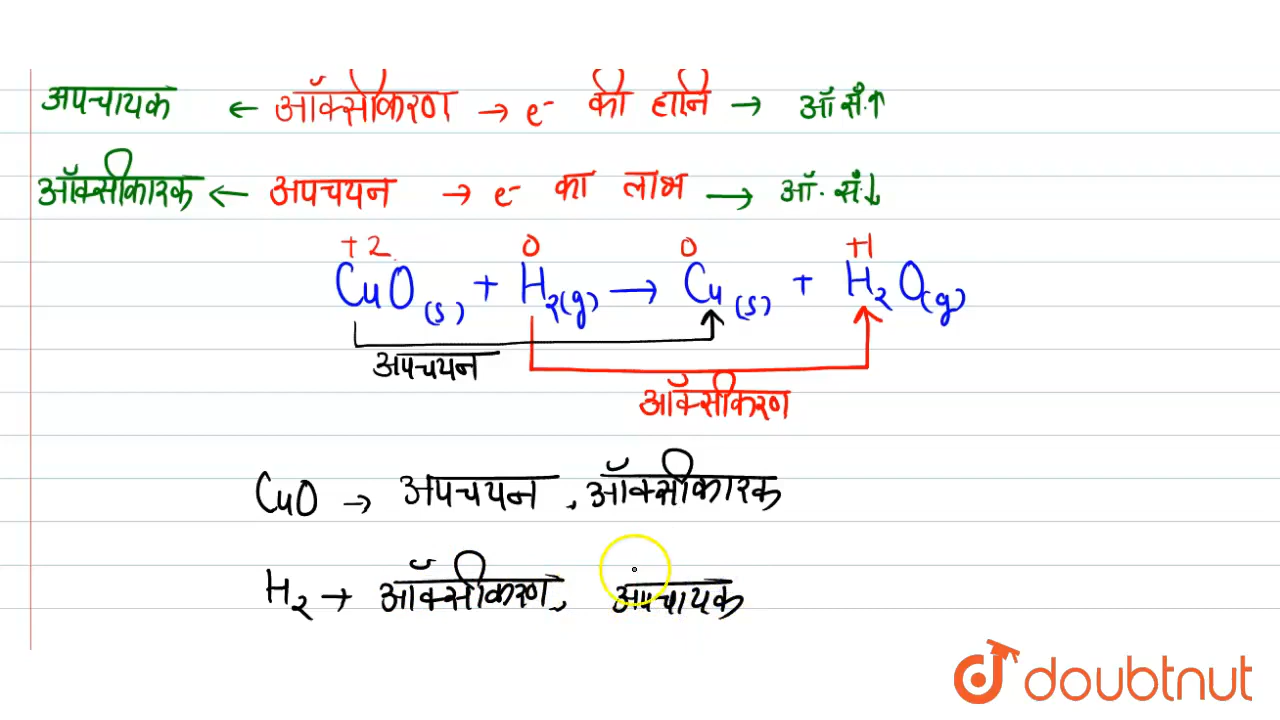 अपचायक ← ऑक्सीकरण → e⁻ की हानि → ऑ सं.↑
ऑक्सीकारक ← अपचयन → e⁻ का लाभ → ऑ. सं.↓
+2 0 0 +1
CuO(s) + H₂(g) → Cu(s) + H₂O(g)
अपचयन
ऑक्सीकरण
CuO → अपचयन, ऑक्सीकारक
H₂ → ऑक्सीकरण, अपचायक
doubtnut